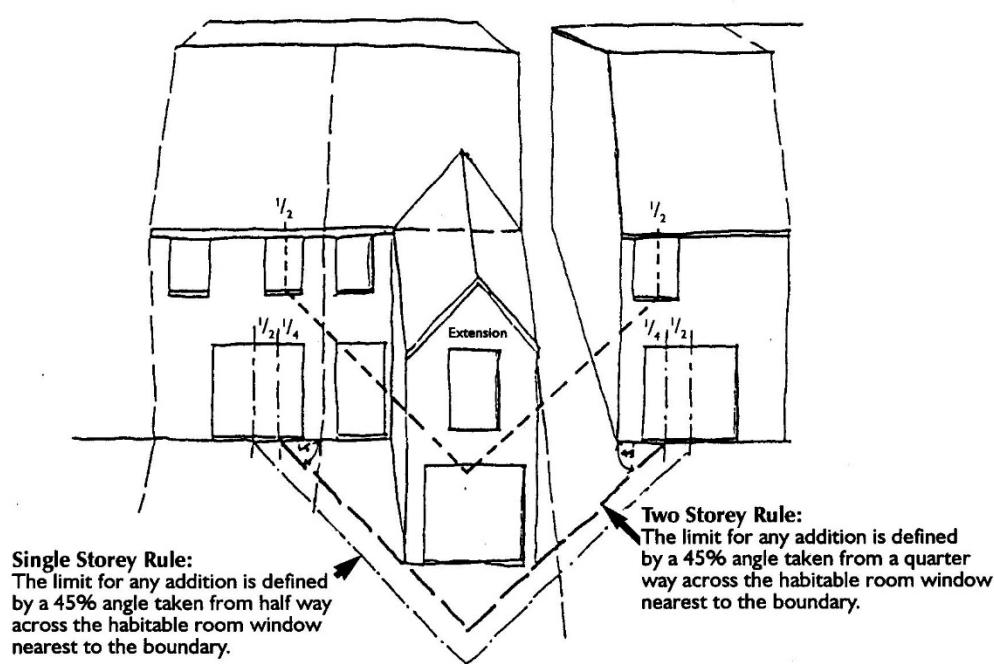 1/2
1/2
Extension
1/2 1/4
1/4 1/2
45
Single Storey Rule:
The limit for any addition is defined
by a 45% angle taken from half way
across the habitable room window
nearest to the boundary.
Two Storey Rule:
The limit for any addition is defined
by a 45% angle taken from a quarter
way across the habitable room window
nearest to the boundary.